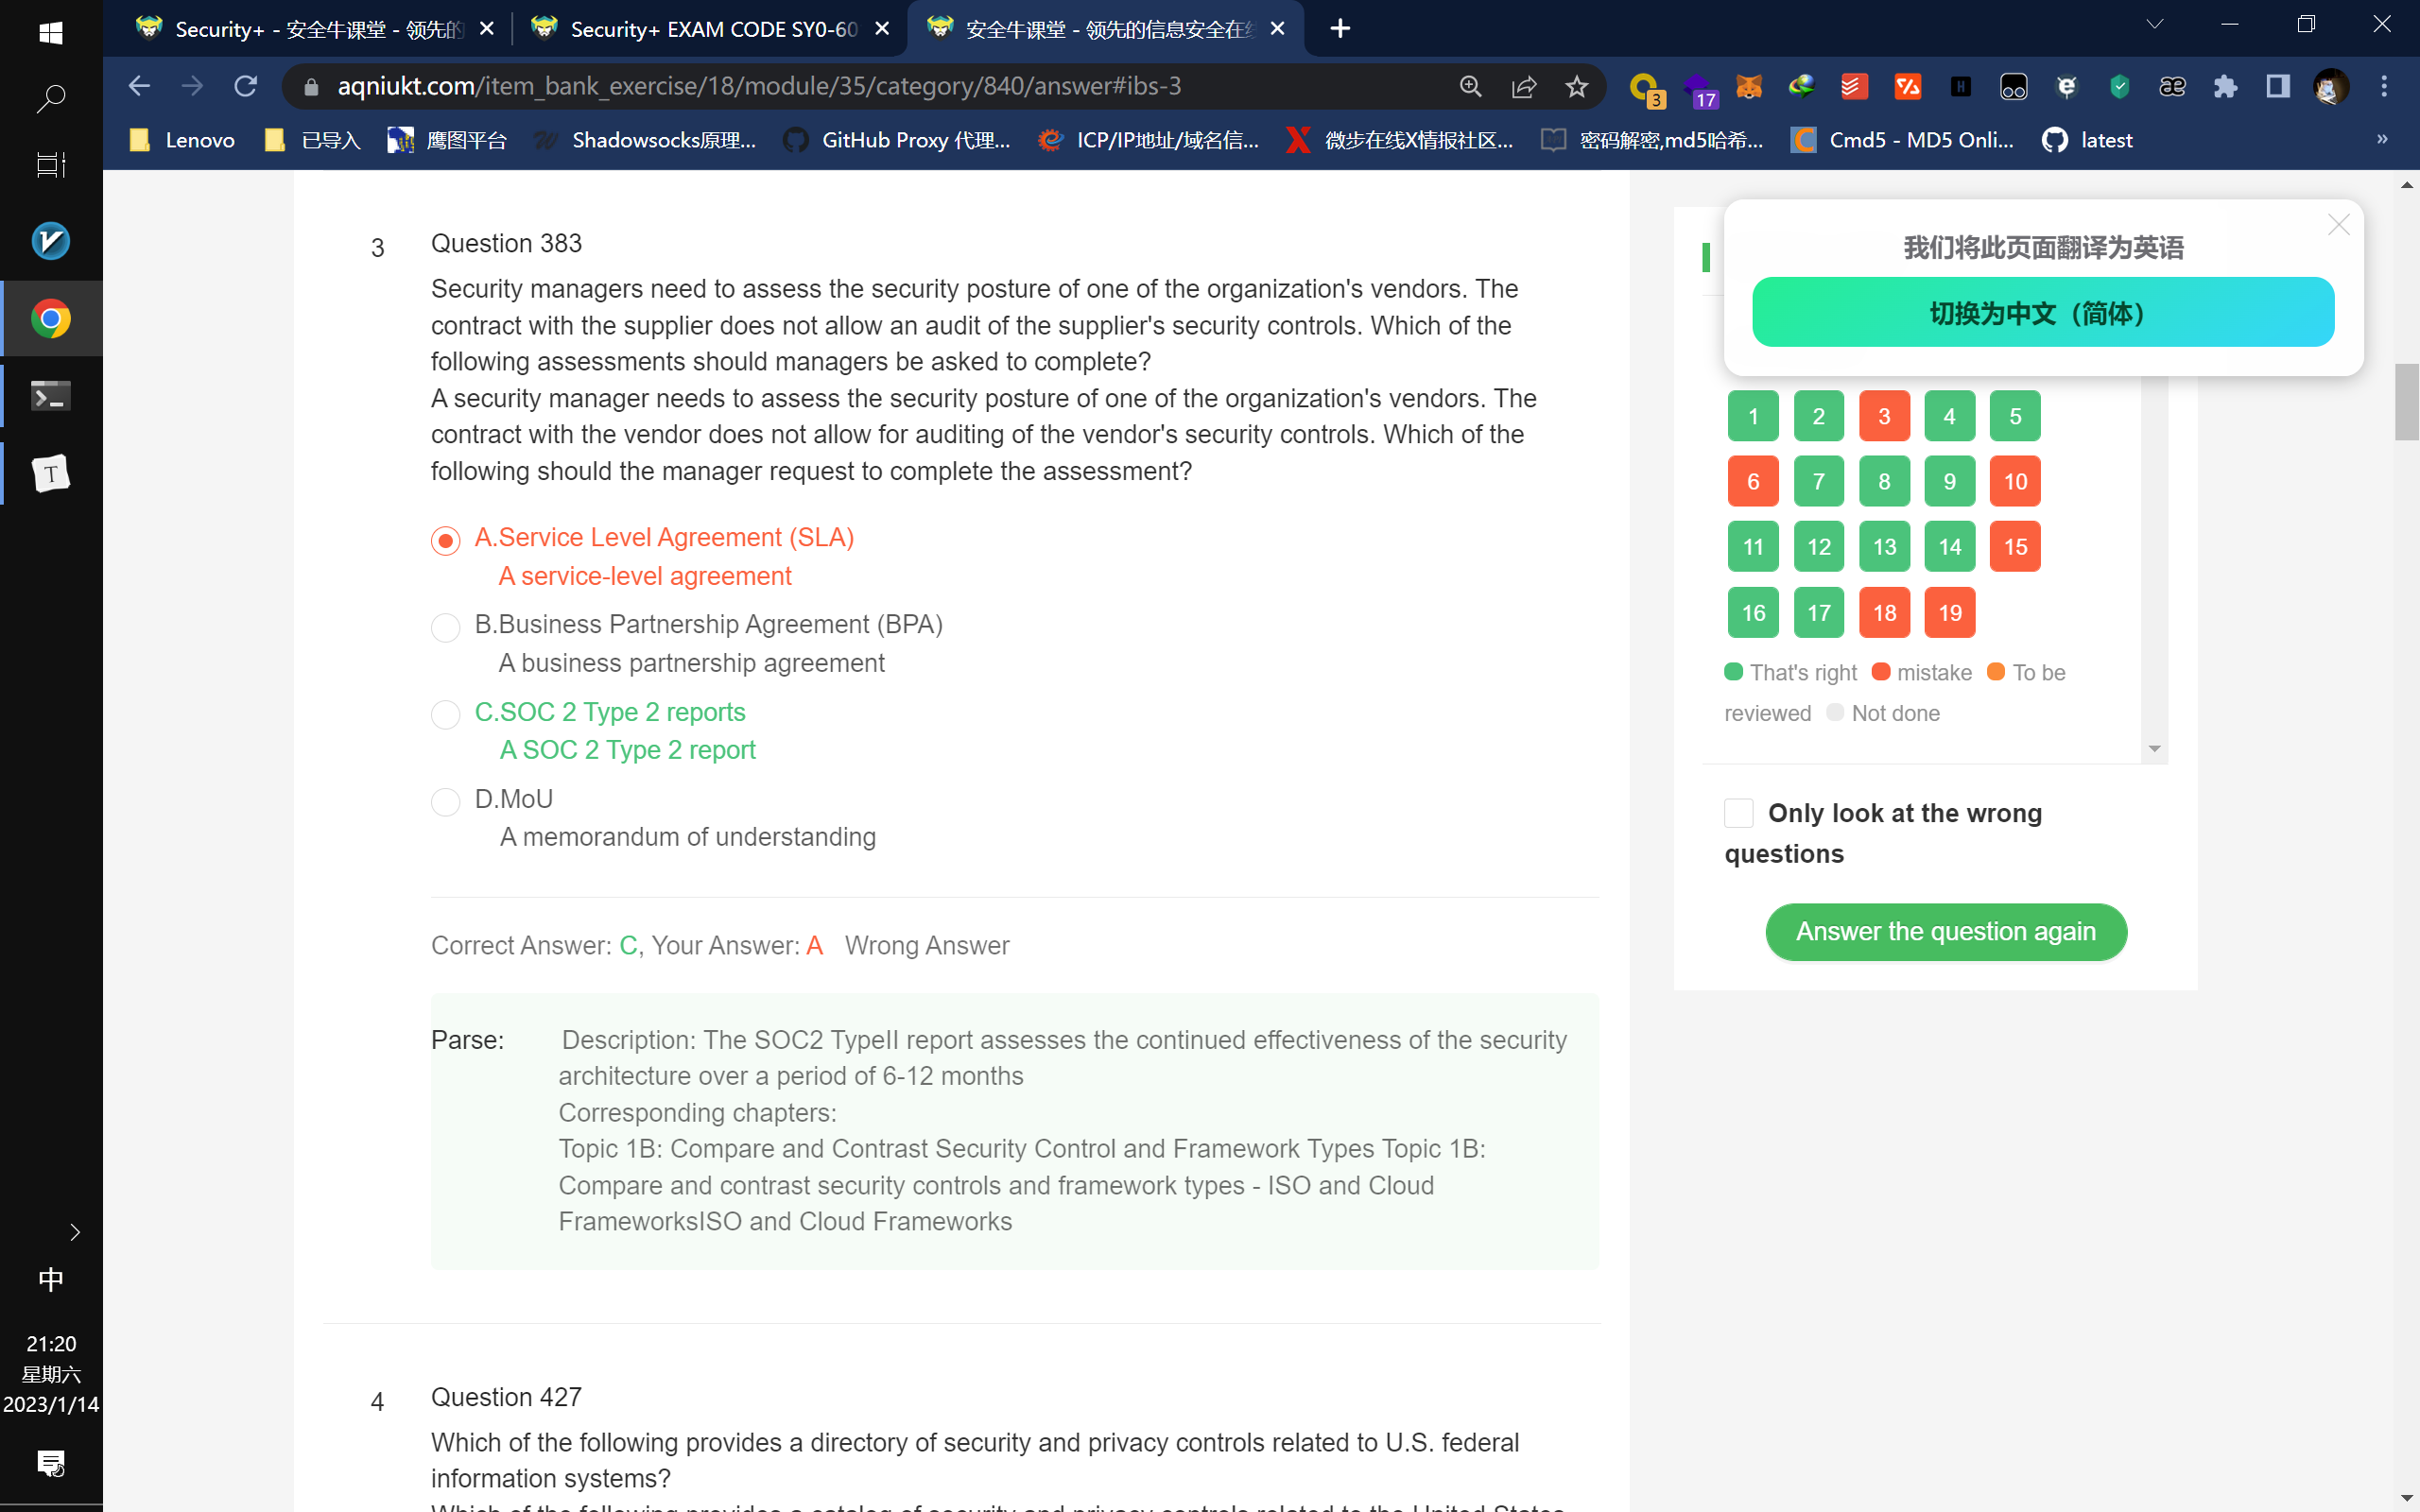 Security+ - 安全牛课堂 - 领先的
Security+ EXAM CODE SY0-60
安全牛课堂 - 领先的信息安全在
aqniukt.com/item_bank_exercise/18/module/35/category/840/answer#ibs-3
3
17
Lenovo
已导入
鹰图平台
Shadowsocks原理...
GitHub Proxy 代理...
ICP/IP地址/域名信...
微步在线X情报社区...
密码解密,md5哈希...
Cmd5 - MD5 Onli...
latest
»
3
Question 383
Security managers need to assess the security posture of one of the organization's vendors. The
contract with the supplier does not allow an audit of the supplier's security controls. Which of the
following assessments should managers be asked to complete?
A security manager needs to assess the security posture of one of the organization's vendors. The
contract with the vendor does not allow for auditing of the vendor's security controls. Which of the
following should the manager request to complete the assessment?
A.Service Level Agreement (SLA)
A service-level agreement
B.Business Partnership Agreement (BPA)
A business partnership agreement
C.SOC 2 Type 2 reports
A SOC 2 Type 2 report
D.MoU
A memorandum of understanding
Correct Answer: C, Your Answer: A Wrong Answer
Parse:
Description: The SOC2 TypeII report assesses the continued effectiveness of the security
architecture over a period of 6-12 months
Corresponding chapters:
Topic 1B: Compare and Contrast Security Control and Framework Types Topic 1B:
Compare and contrast security controls and framework types - ISO and Cloud
FrameworksISO and Cloud Frameworks
4
Question 427
Which of the following provides a directory of security and privacy controls related to U.S. federal
information systems?
Which of the following provides a catalog of security and privacy controls related to the United States
我们将此页面翻译为英语
切换为中文（简体）
1 2 3 4 5
6 7 8 9 10
11 12 13 14 15
16 17 18 19
That's right mistake To be
reviewed Not done
Only look at the wrong
questions
Answer the question again
T
中
21:20
星期六
2023/1/14